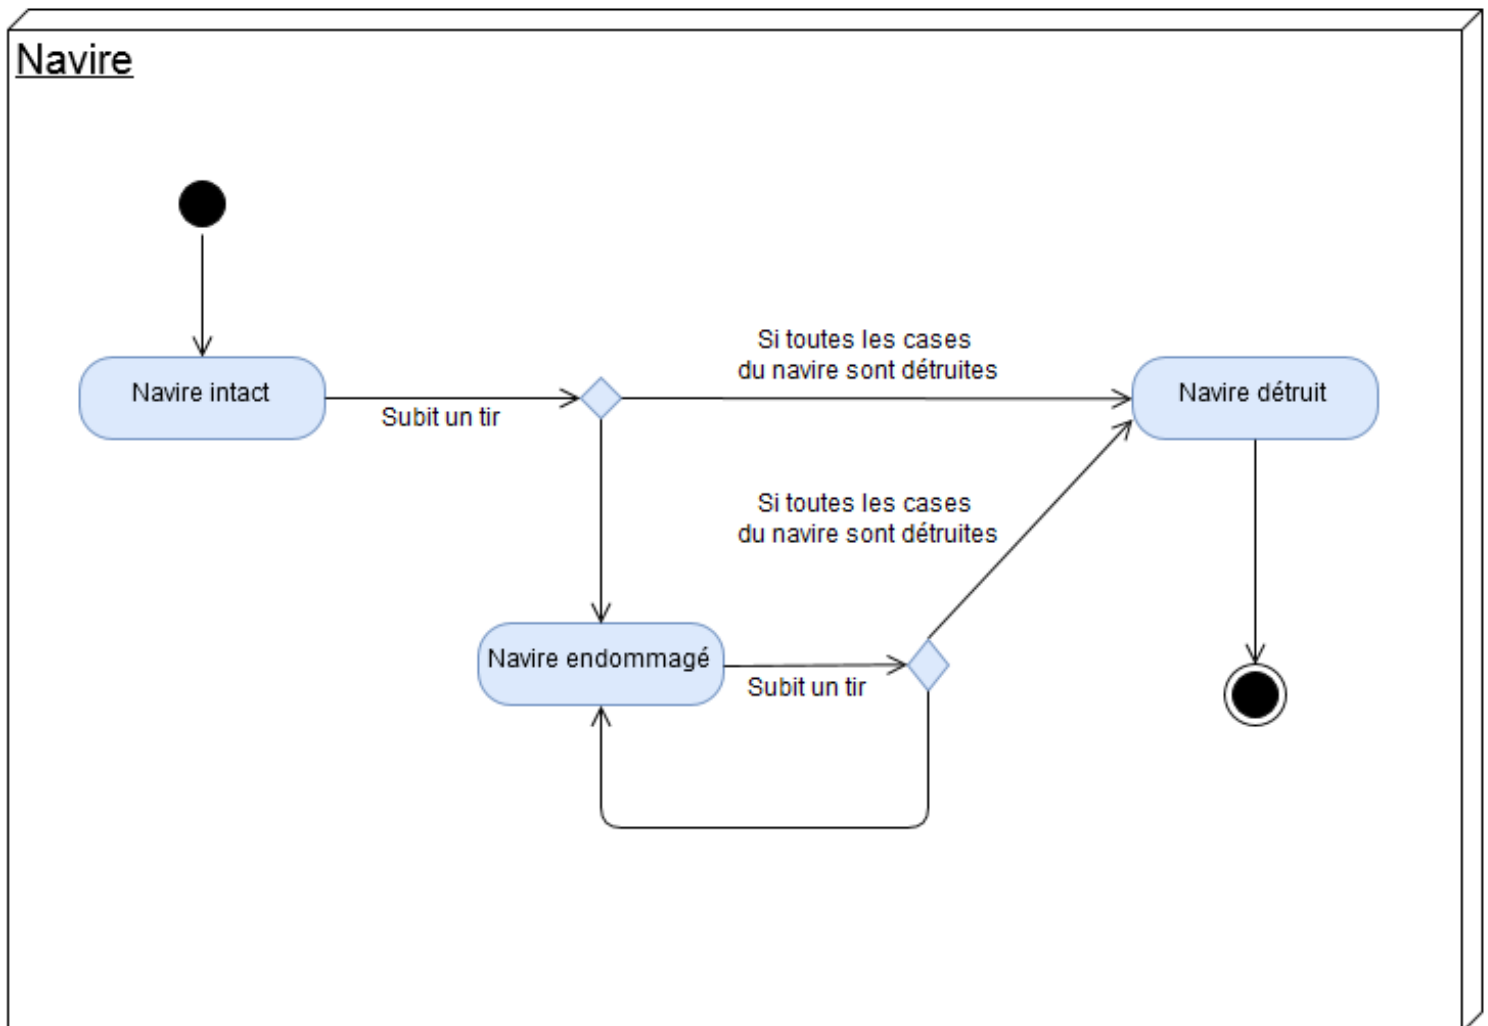 Navire
Si toutes les cases
du navire sont détruites
Navire intact
Subit un tir
Navire détruit
Si toutes les cases
du navire sont détruites
Navire endommagé
Subit un tir